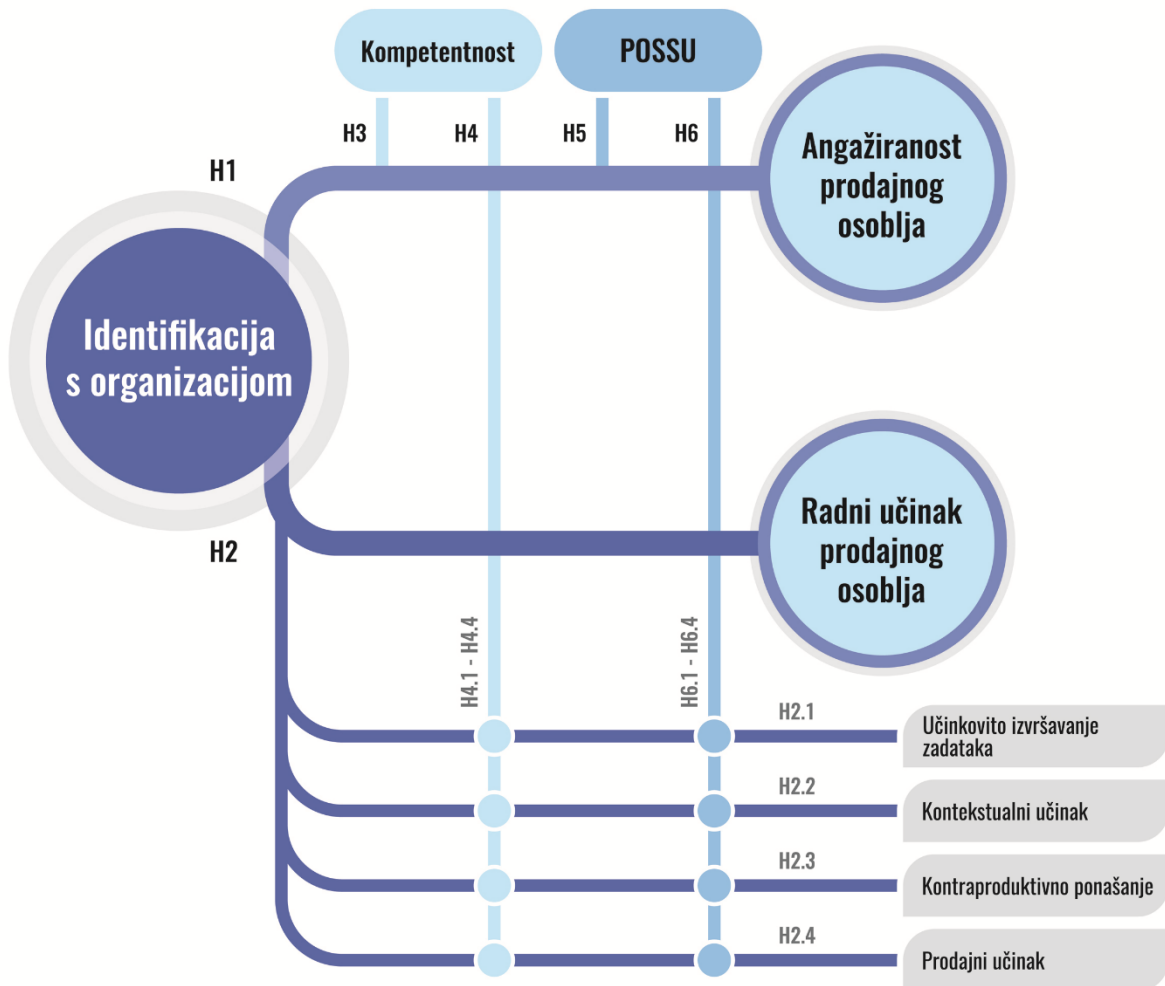 Kompetentnost
POSSU
H3
H4
H5
H6
H1
Angažiranost
prodajnog
osoblja
Identifikacija
s organizacijom
H2
Radni učinak
prodajnog
osoblja
H4.1 - H4.4
H6.1 - H6.4
H2.1
Učinkovito izvršavanje
zadataka
H2.2
Kontekstualni učinak
H2.3
Kontraproduktivno ponašanje
H2.4
Prodajni učinak